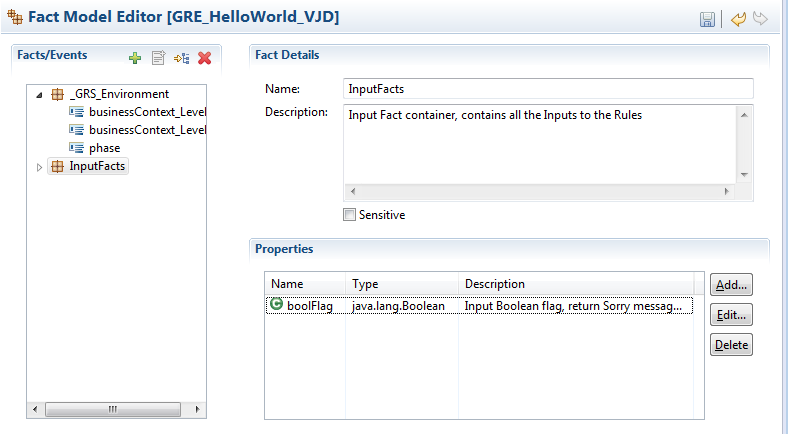 Fact Model Editor [GRE_HelloWorld_VJD]
Facts/Events
_GRS_Environment
businessContext_Level
businessContext_Level
phase
InputFacts
Fact Details
Name:
InputFacts
Description:
Input Fact container, contains all the Inputs to the Rules
Sensitive
Properties
Name Type Description
boolFlag java.lang.Boolean Input Boolean flag, return Sorry messag...
Add...
Edit...
Delete